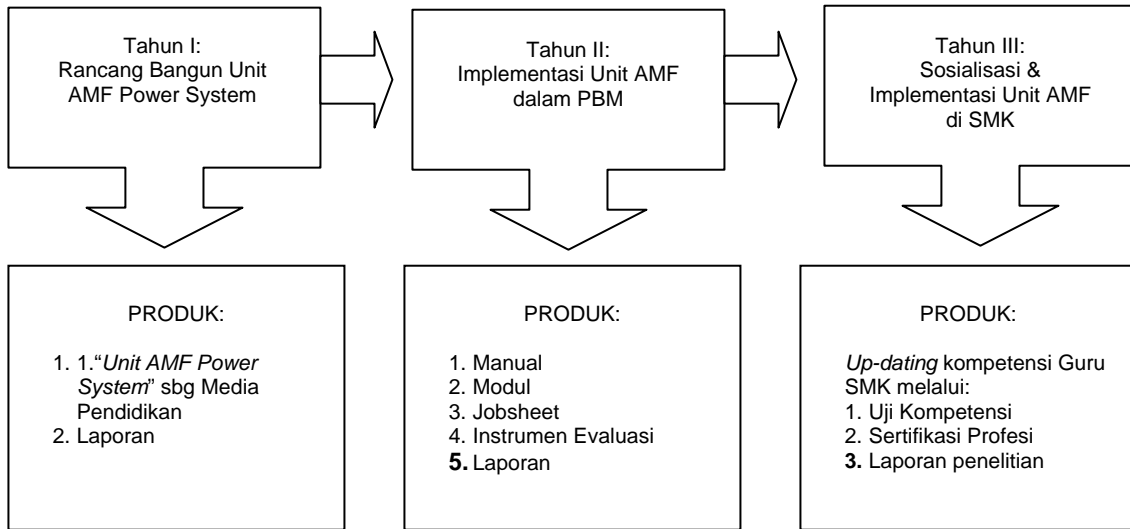 Tahun I:
Rancang Bangun Unit
AMF Power System
Tahun II:
Implementasi Unit AMF
dalam PBM
Tahun III:
Sosialisasi &
Implementasi Unit AMF
di SMK
PRODUK:
1. 1.“Unit AMF Power
System” sbg Media
Pendidikan
2. Laporan
PRODUK:
1. Manual
2. Modul
3. Jobsheet
4. Instrumen Evaluasi
5. Laporan
PRODUK:
Up-dating kompetensi Guru
SMK melalui:
1. Uji Kompetensi
2. Sertifikasi Profesi
3. Laporan penelitian